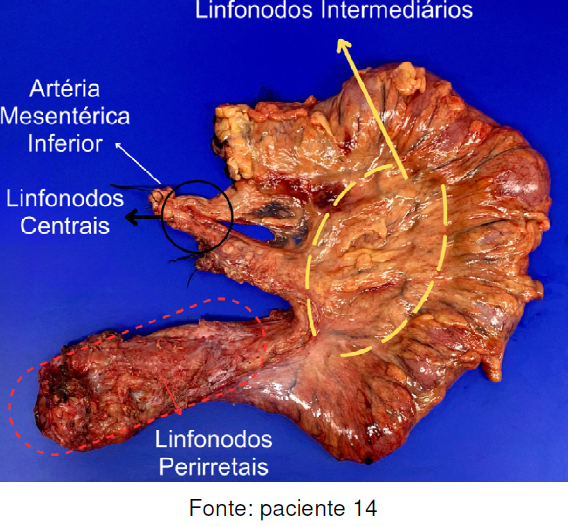 Linfonodos Intermediários
Artéria
Mesentérica
Inferior
Linfonodos
Centrais
Linfonodos
Perirretais
Fonte: paciente 14